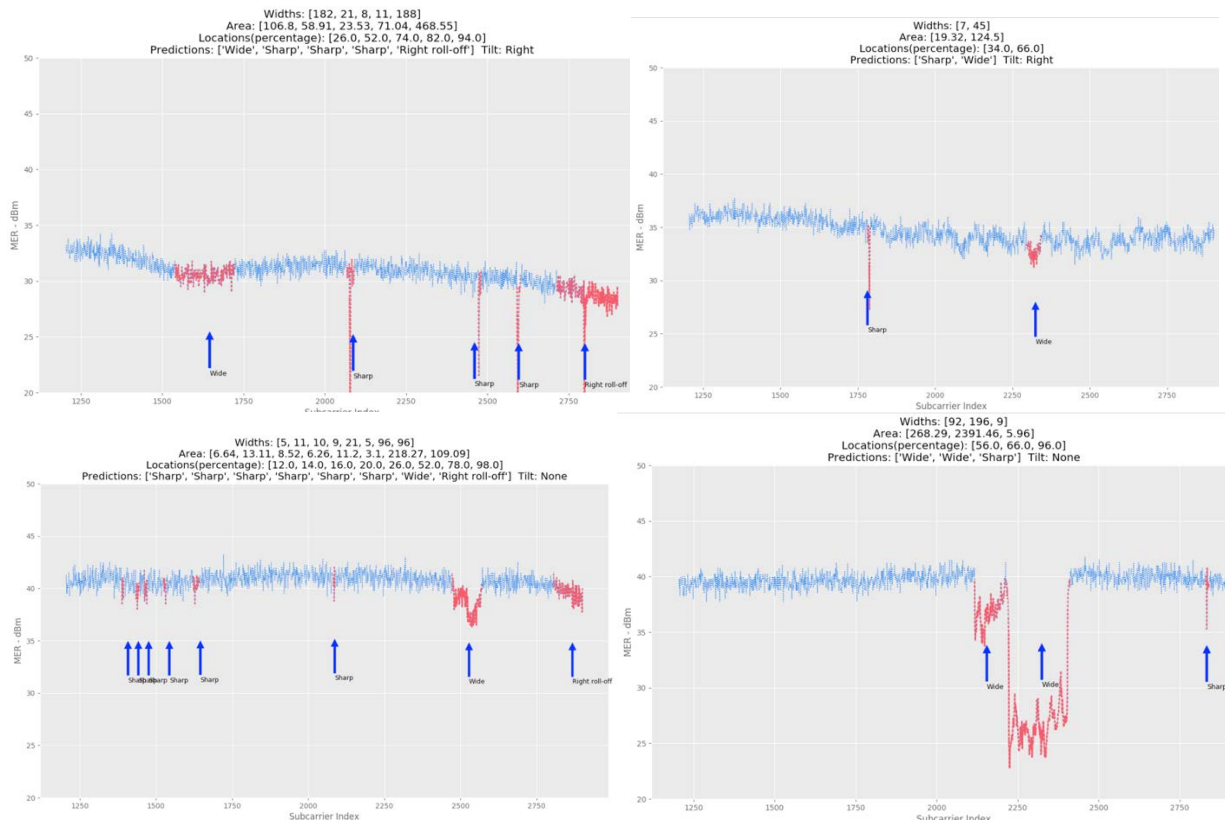 Widths: [182, 21, 8, 11, 188]
Area: [106.8, 58.91, 23.53, 71.04, 468.55]
Locations(percentage): [26.0, 52.0, 74.0, 82.0, 94.0]
Predictions: ['Wide', 'Sharp', 'Sharp', 'Sharp', 'Right roll-off']  Tilt: Right
50
45
40
35
30
25
20
MER - dBm
Wide
Sharp
Sharp
Sharp
Right roll-off
1250 1500 1750 2000 2250 2500 2750
Subcarrier Index
Widths: [7, 45]
Area: [19.32, 124.5]
Locations(percentage): [34.0, 66.0]
Predictions: ['Sharp', 'Wide']  Tilt: Right
50
45
40
35
30
25
20
MER - dBm
Sharp
Wide
1250 1500 1750 2000 2250 2500 2750
Subcarrier Index
Widths: [5, 11, 10, 9, 21, 5, 96, 96]
Area: [6.64, 13.11, 8.52, 6.26, 11.2, 3.1, 218.27, 109.09]
Locations(percentage): [12.0, 14.0, 16.0, 20.0, 26.0, 52.0, 78.0, 98.0]
Predictions: ['Sharp', 'Sharp', 'Sharp', 'Sharp', 'Sharp', 'Sharp', 'Wide', 'Right roll-off']  Tilt: None
50
45
40
35
30
25
20
MER - dBm
Sharp
Sharp
Sharp
Sharp
Sharp
Sharp
Wide
Right roll-off
1250 1500 1750 2000 2250 2500 2750
Subcarrier Index
Widths: [92, 196, 9]
Area: [268.29, 2391.46, 5.96]
Locations(percentage): [56.0, 66.0, 96.0]
Predictions: ['Wide', 'Wide', 'Sharp']  Tilt: None
50
45
40
35
30
25
20
MER - dBm
Wide
Wide
Sharp
1250 1500 1750 2000 2250 2500 2750
Subcarrier Index